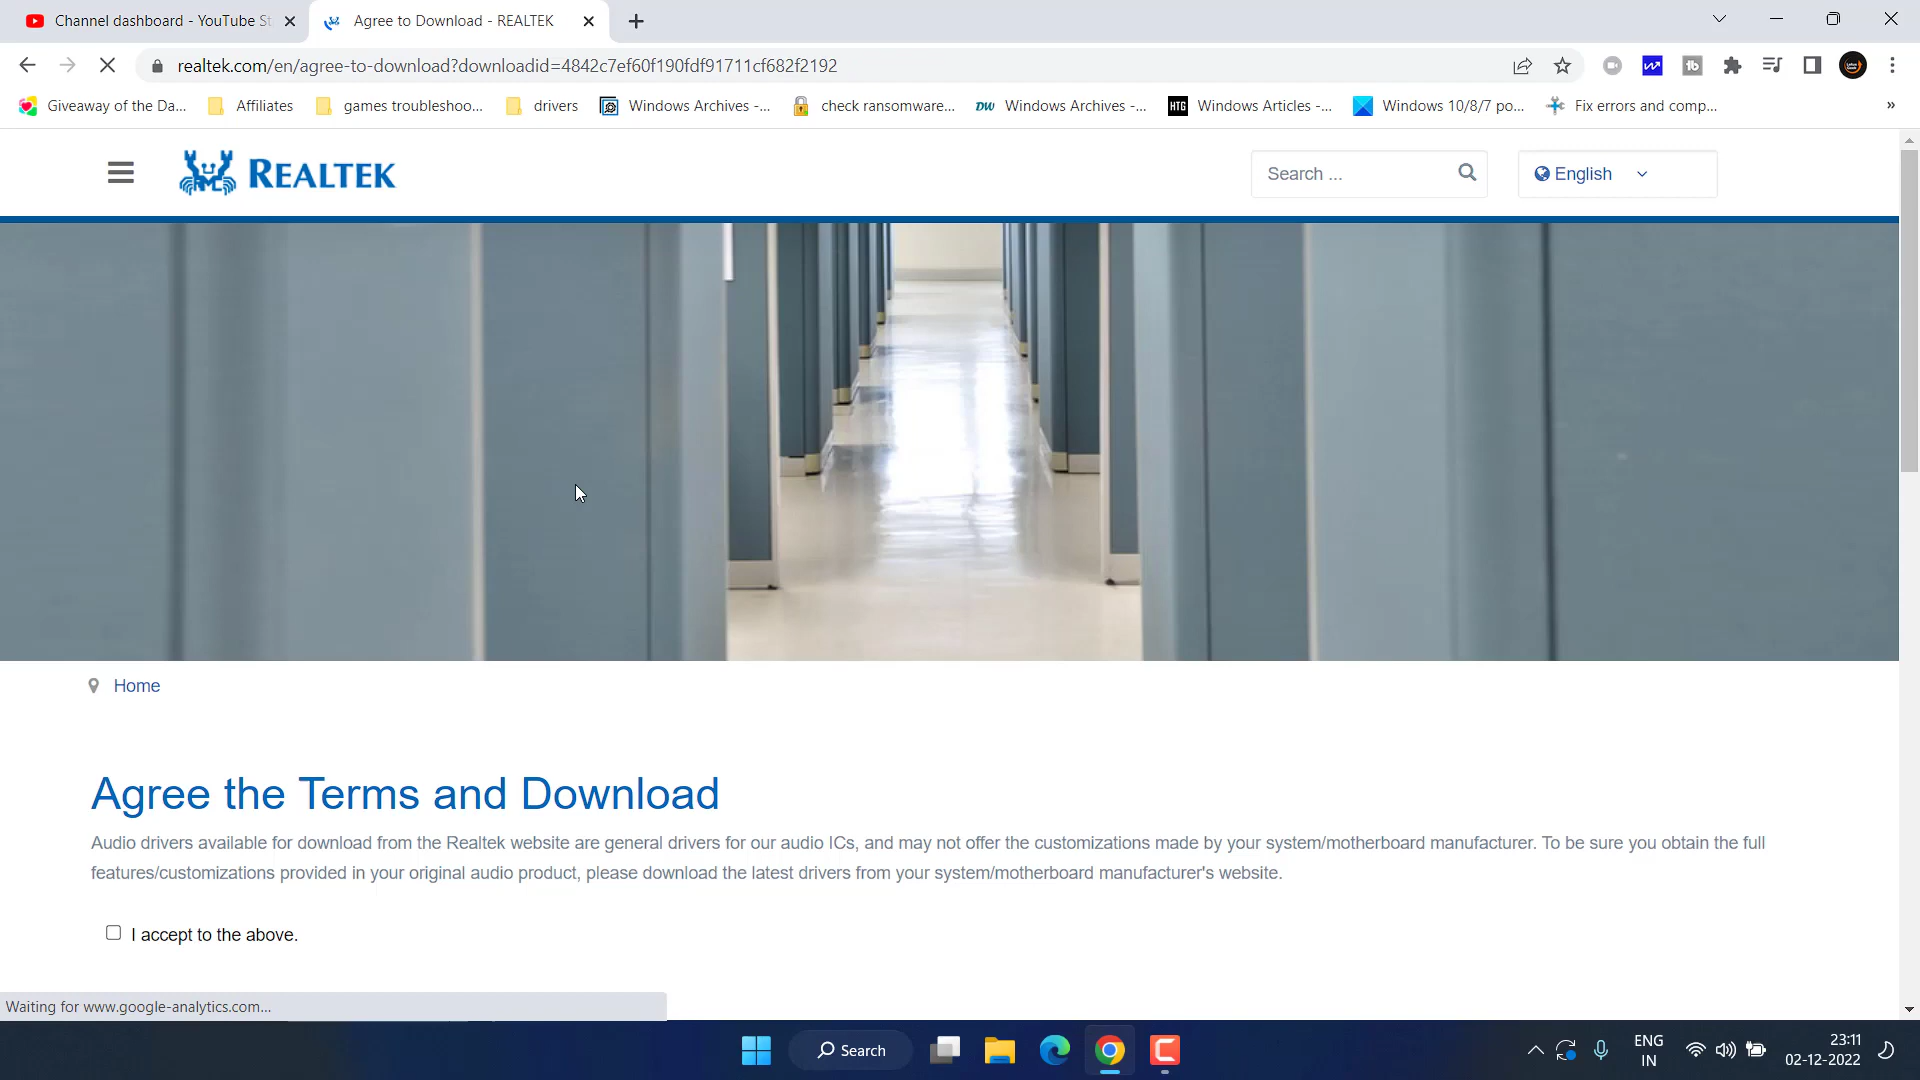 Channel dashboard - YouTube St
Agree to Download - REALTEK
realtek.com/en/agree-to-download?downloadid=4842c7ef60f190fdf91711cf682f2192
Giveaway of the Da...
Affiliates
games troubleshoo...
drivers
Windows Archives -...
check ransomware...
DW
Windows Archives -...
HTG
Windows Articles -...
Windows 10/8/7 po...
Fix errors and comp...
»
REALTEK
Search ...
English
Home
Agree the Terms and Download
Audio drivers available for download from the Realtek website are general drivers for our audio ICs, and may not offer the customizations made by your system/motherboard manufacturer. To be sure you obtain the full
features/customizations provided in your original audio product, please download the latest drivers from your system/motherboard manufacturer's website.
I accept to the above.
Waiting for www.google-analytics.com...
Search
ENG
IN
23:11
02-12-2022